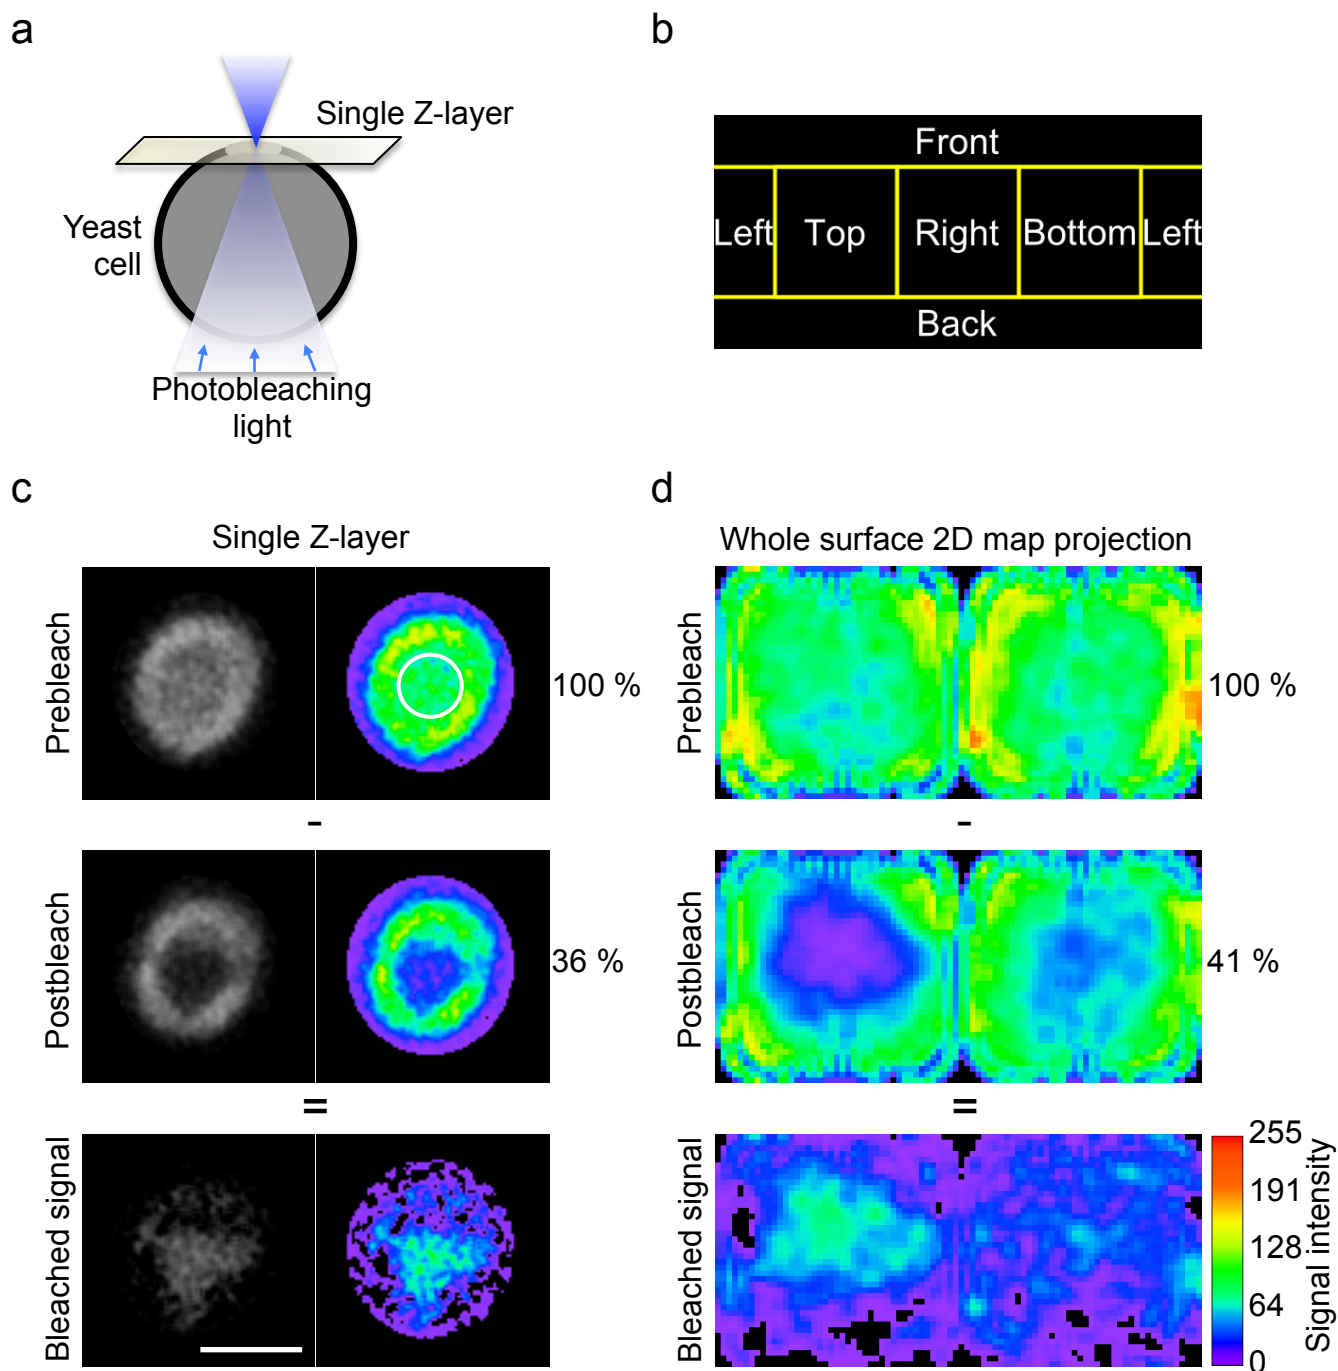 a
Single Z-layer
Yeast
cell
Photobleaching
light
b
Front
Left
Top
Right
Bottom
Left
Back
c
Single Z-layer
Prebleach
100 %
-
Postbleach
36 %
=
Bleached signal
d
Whole surface 2D map projection
Prebleach
100 %
-
Postbleach
41 %
=
Bleached signal
255
191
128
64
0
Signal intensity